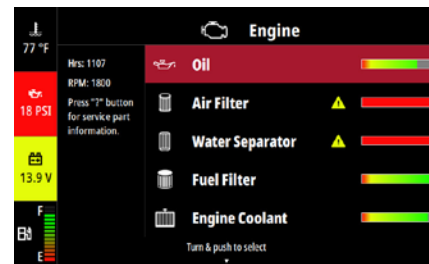 Engine
77 °F
18 PSI
13.9 V
F
E
Hrs: 1107
RPM: 1800
Press "?" button
for service part
information.
Oil
Air Filter
Water Separator
Fuel Filter
Engine Coolant
Turn & push to select